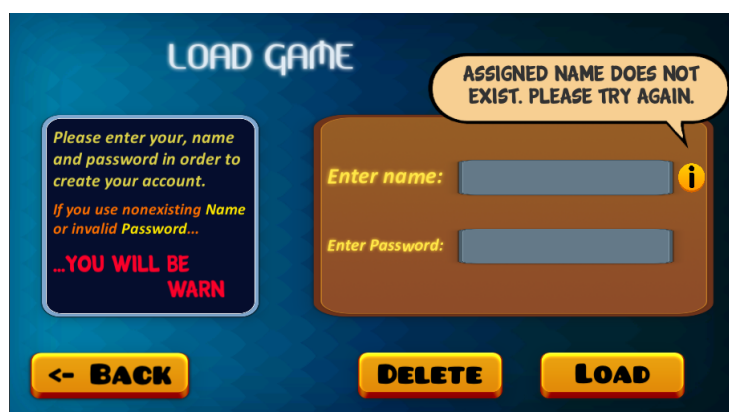 LOAD GAME
ASSIGNED NAME DOES NOT
EXIST. PLEASE TRY AGAIN.
Please enter your, name
and password in order to
create your account.
If you use nonexisting Name
or invalid Password...
...YOU WILL BE
WARN
Enter name:
i
Enter Password:
<- BACK
DELETE
LOAD